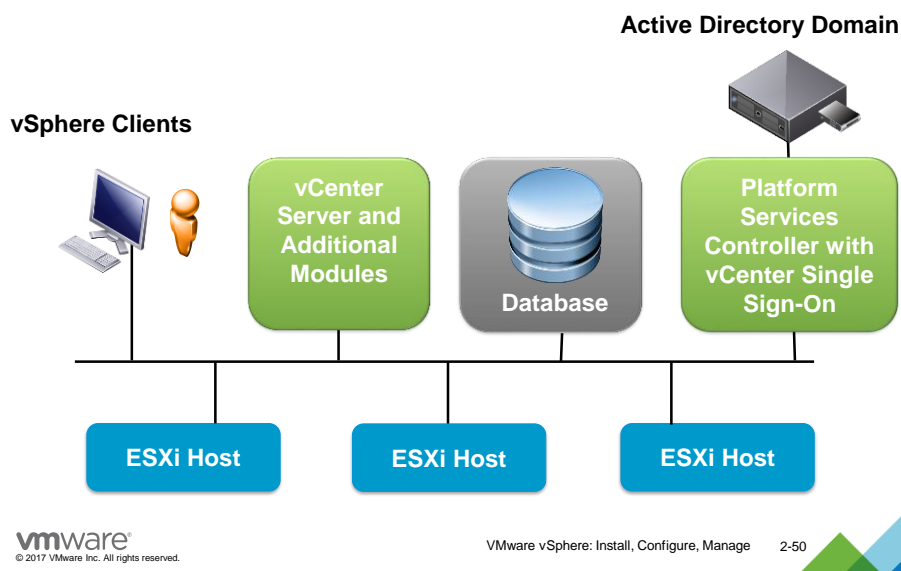 Active Directory Domain
vSphere Clients
vCenter
Server and
Additional
Modules
Database
Platform
Services
Controller with
vCenter Single
Sign-On
ESXi Host
ESXi Host
ESXi Host
vmware®
© 2017 VMware Inc. All rights reserved.
VMware vSphere: Install, Configure, Manage 2-50